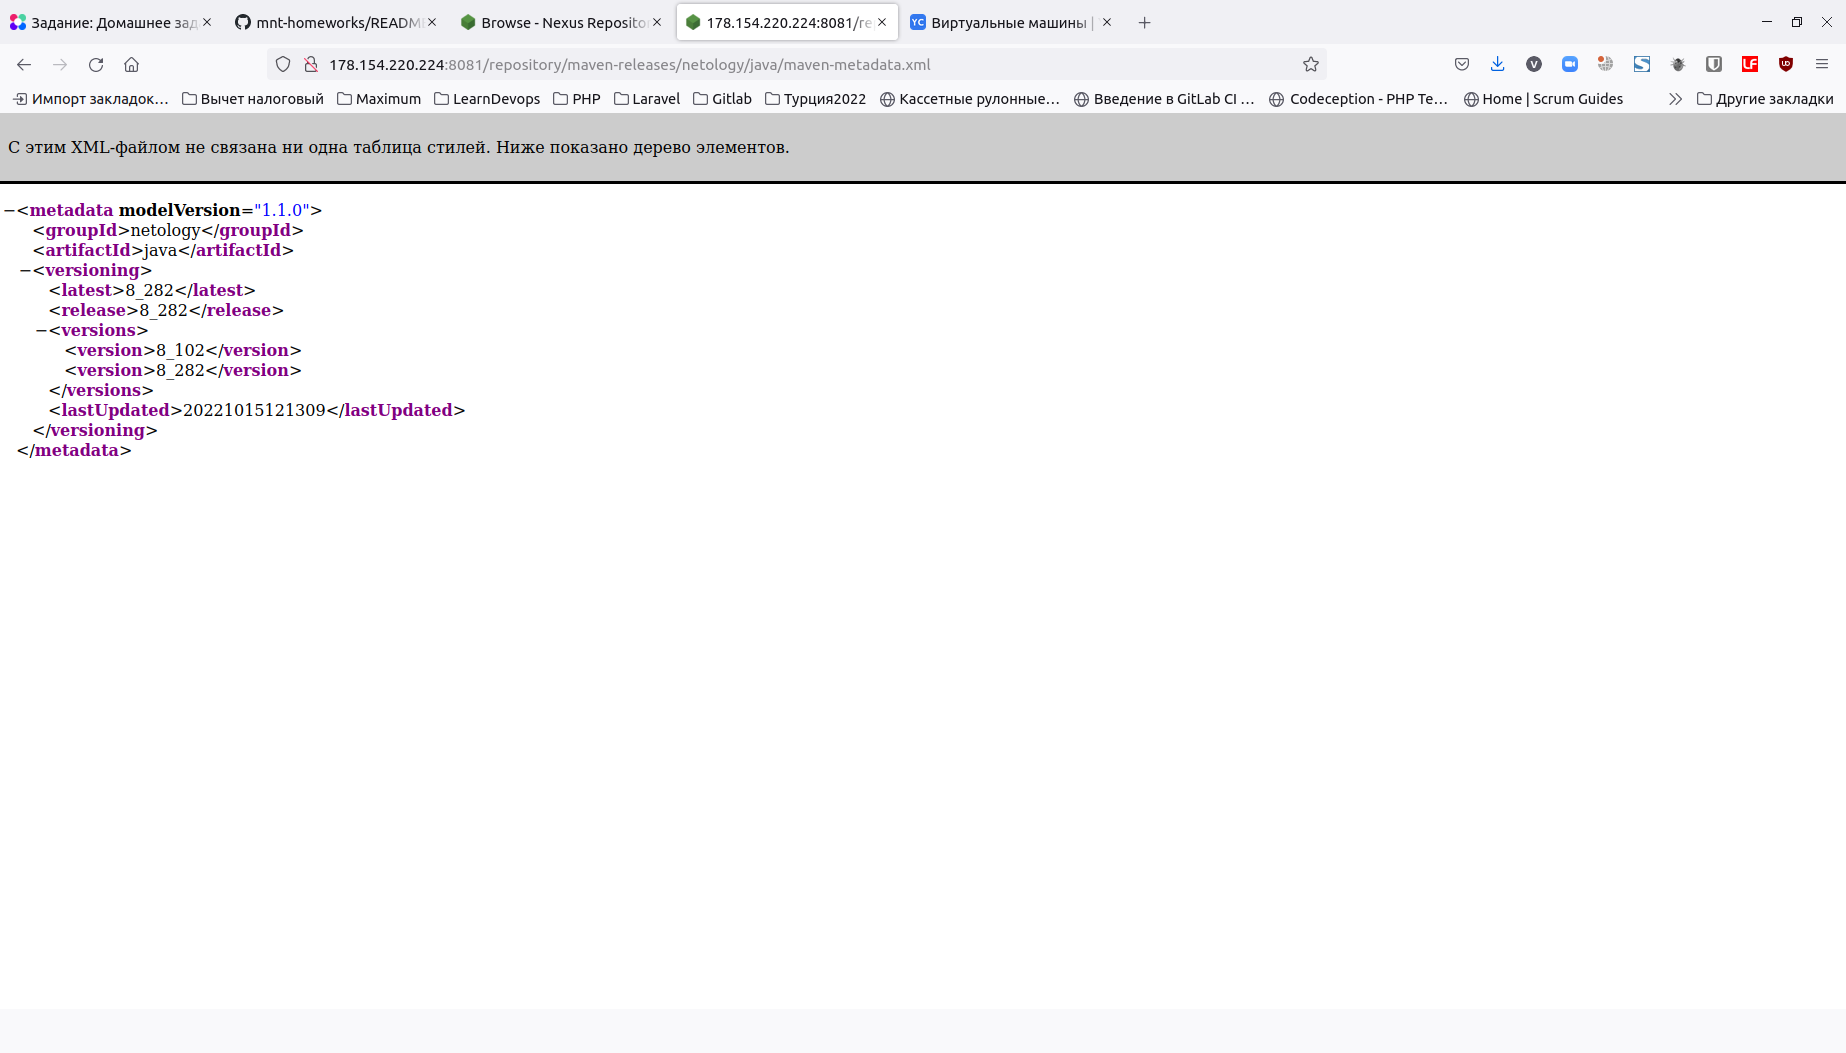 Задание: Домашнее зад
mnt-homeworks/READM
Browse - Nexus Reposito
178.154.220.224:8081/re
Виртуальные машины |
178.154.220.224:8081/repository/maven-releases/netology/java/maven-metadata.xml
Импорт закладок…
Вычет налоговый
Maximum
LearnDevops
PHP
Laravel
Gitlab
Турция2022
Кассетные рулонные…
Введение в GitLab CI …
Codeception - PHP Te…
Home | Scrum Guides
Другие закладки
С этим XML-файлом не связана ни одна таблица стилей. Ниже показано дерево элементов.
−<metadata modelVersion="1.1.0">
<groupId>netology</groupId>
<artifactId>java</artifactId>
−<versioning>
<latest>8_282</latest>
<release>8_282</release>
−<versions>
<version>8_102</version>
<version>8_282</version>
</versions>
<lastUpdated>20221015121309</lastUpdated>
</versioning>
</metadata>